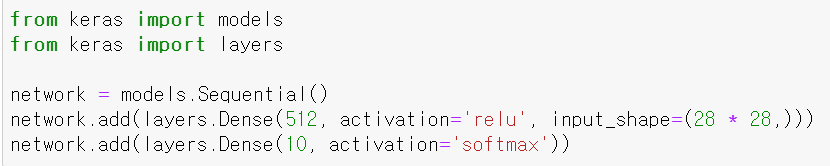 from keras import models
from keras import layers

network = models.Sequential()
network.add(layers.Dense(512, activation='relu', input_shape=(28 * 28,)))
network.add(layers.Dense(10, activation='softmax'))